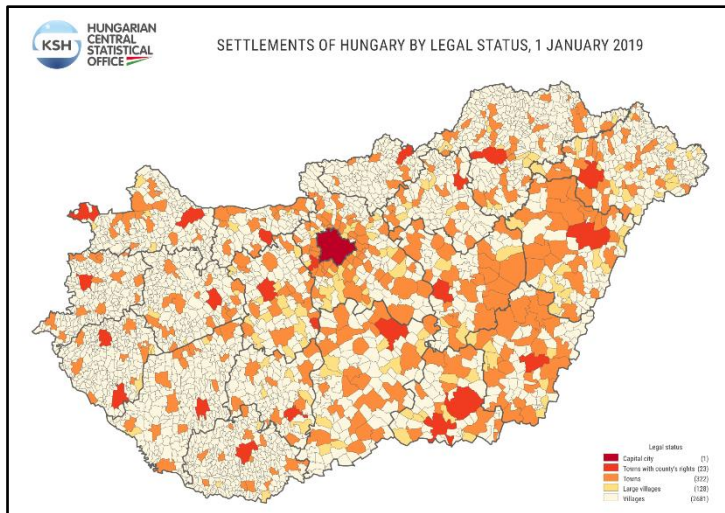 HUNGARIAN
CENTRAL
STATISTICAL
OFFICE
KSH
SETTLEMENTS OF HUNGARY BY LEGAL STATUS, 1 JANUARY 2019
Legal status
Capital city (1)
Towns with county's rights (23)
Towns (322)
Large villages (128)
Villages (2681)